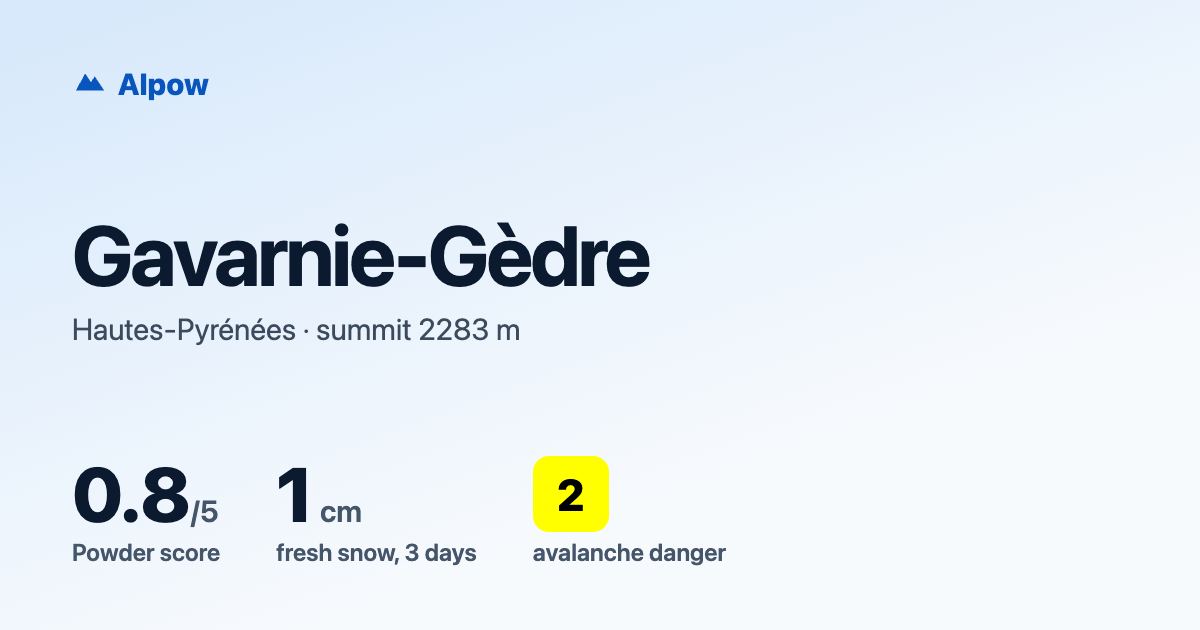 Alpow
Gavarnie-Gèdre
Hautes-Pyrénées · summit 2283 m
0.8/5 1 cm 2
Powder score fresh snow, 3 days avalanche danger